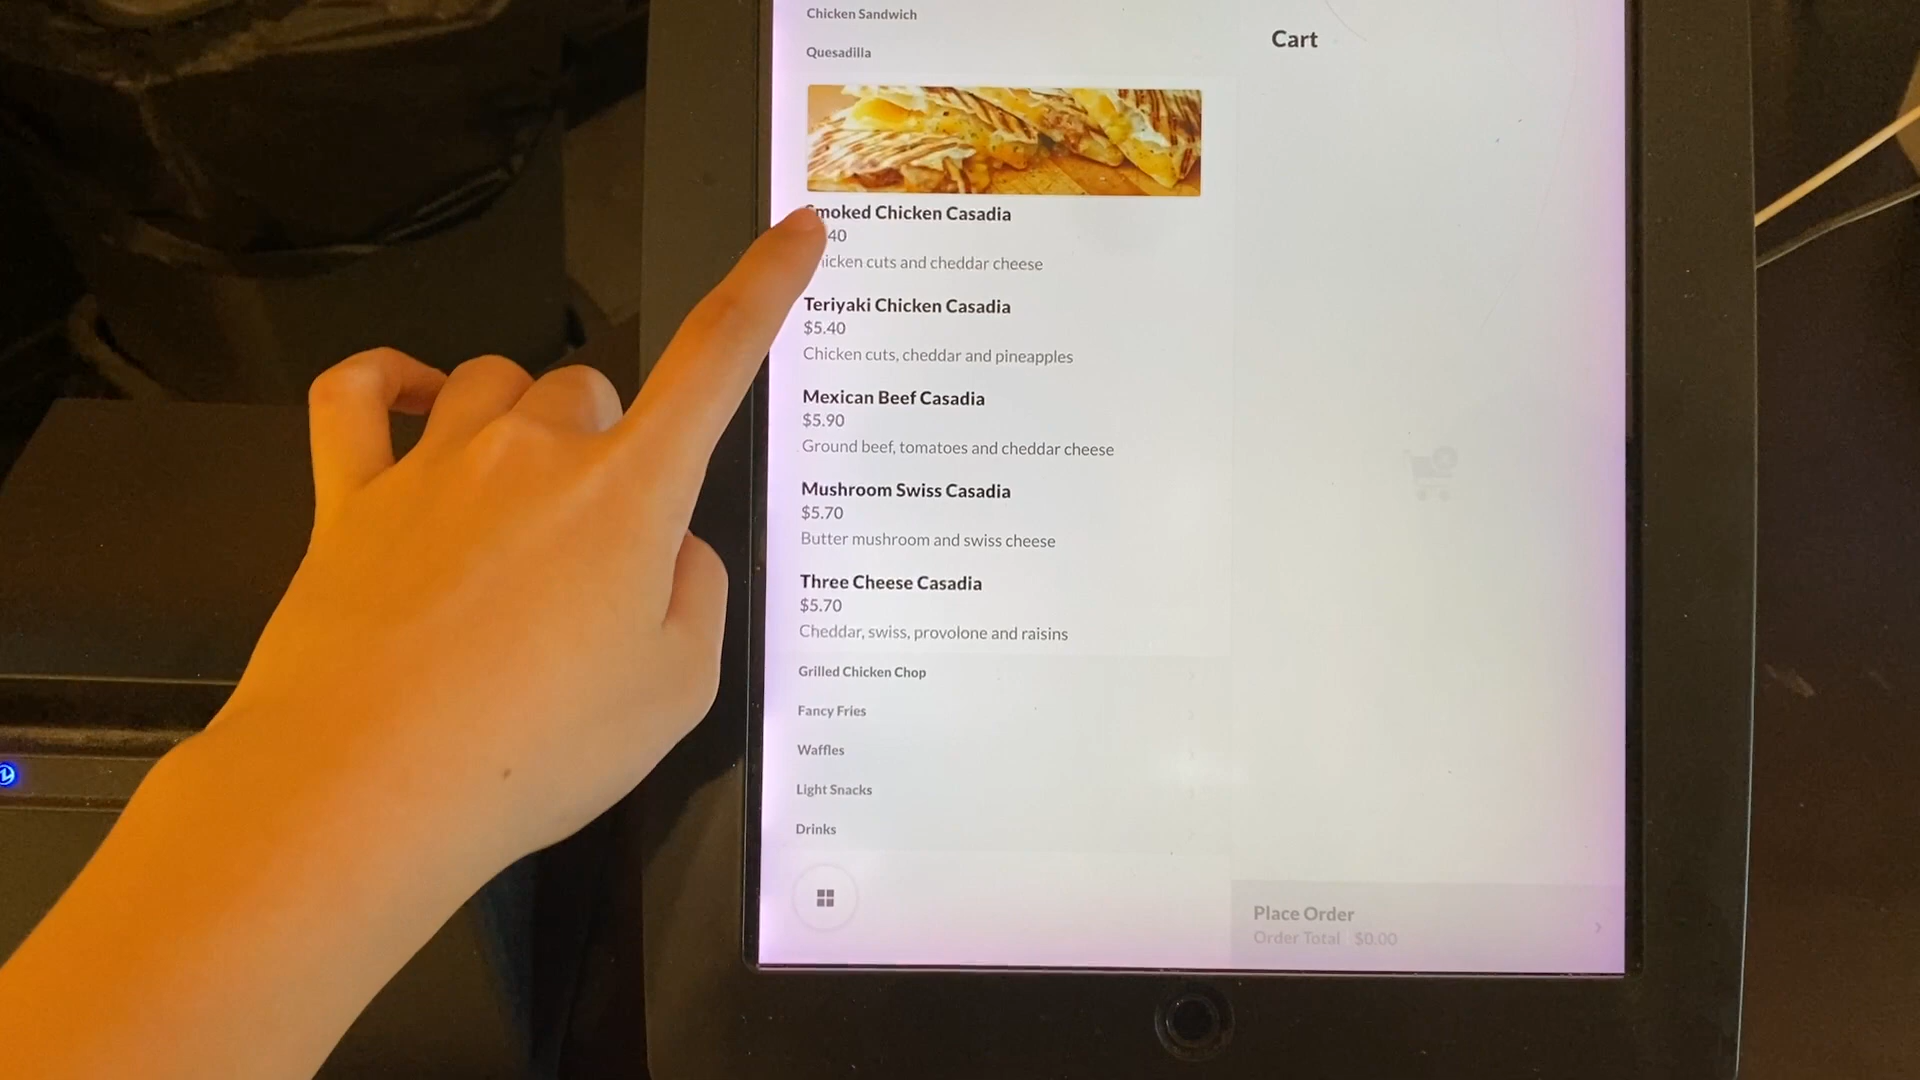 Chicken Sandwich
Quesadilla
Cart
Smoked Chicken Casadia
40
icken cuts and cheddar cheese
Teriyaki Chicken Casadia
$5.40
Chicken cuts, cheddar and pineapples
Mexican Beef Casadia
$5.90
Ground beef, tomatoes and cheddar cheese
Mushroom Swiss Casadia
$5.70
Butter mushroom and swiss cheese
Three Cheese Casadia
$5.70
Cheddar, swiss, provolone and raisins
Grilled Chicken Chop
Fancy Fries
Waffles
Light Snacks
Drinks
Place Order
Order Total $0.00